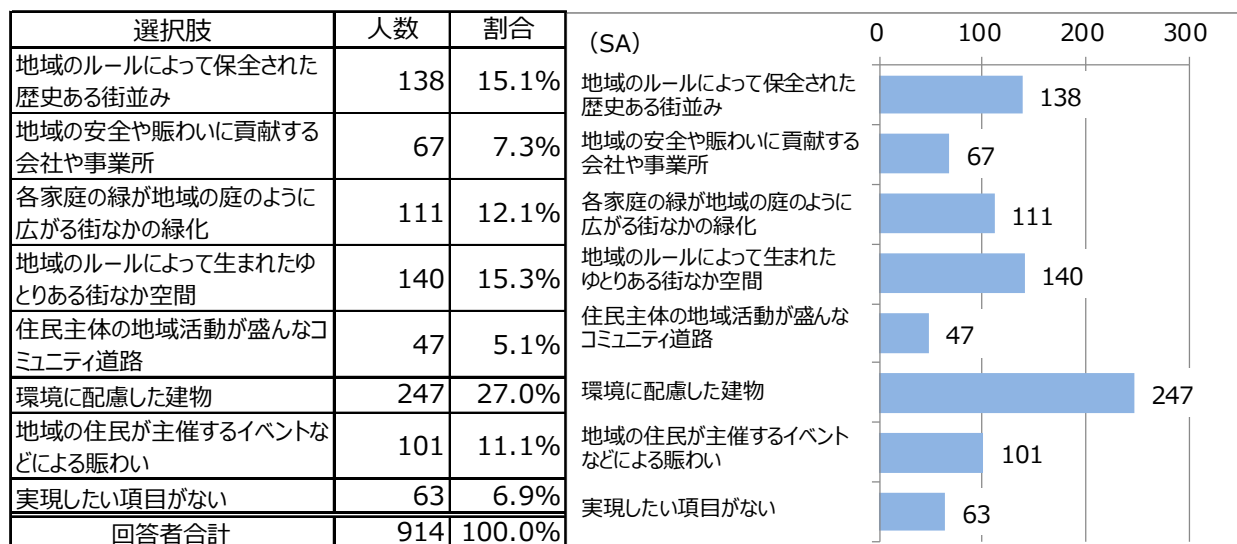 選択肢 人数 割合
地域のルールによって保全された
歴史ある街並み 138 15.1%
地域の安全や賑わいに貢献する
会社や事業所 67 7.3%
各家庭の緑が地域の庭のように
広がる街なかの緑化 111 12.1%
地域のルールによって生まれたゆ
とりある街なか空間 140 15.3%
住民主体の地域活動が盛んなコ
ミュニティ道路 47 5.1%
環境に配慮した建物 247 27.0%
地域の住民が主催するイベントな
どによる賑わい 101 11.1%
実現したい項目がない 63 6.9%
回答者合計 914 100.0%
(SA)
0 100 200 300
地域のルールによって保全された
歴史ある街並み
138
地域の安全や賑わいに貢献する
会社や事業所
67
各家庭の緑が地域の庭のように
広がる街なかの緑化
111
地域のルールによって生まれた
ゆとりある街なか空間
140
住民主体の地域活動が盛んな
コミュニティ道路
47
環境に配慮した建物
247
地域の住民が主催するイベント
などによる賑わい
101
実現したい項目がない
63